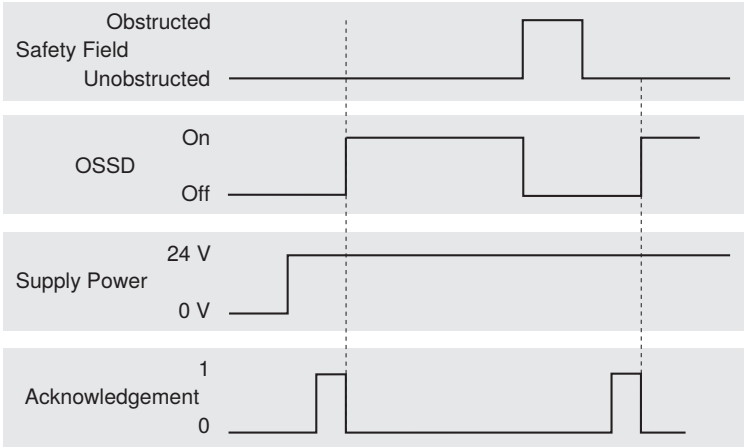 Obstructed
Safety Field
Unobstructed
On
OSSD
Off
24 V
Supply Power
0 V
1
Acknowledgement
0